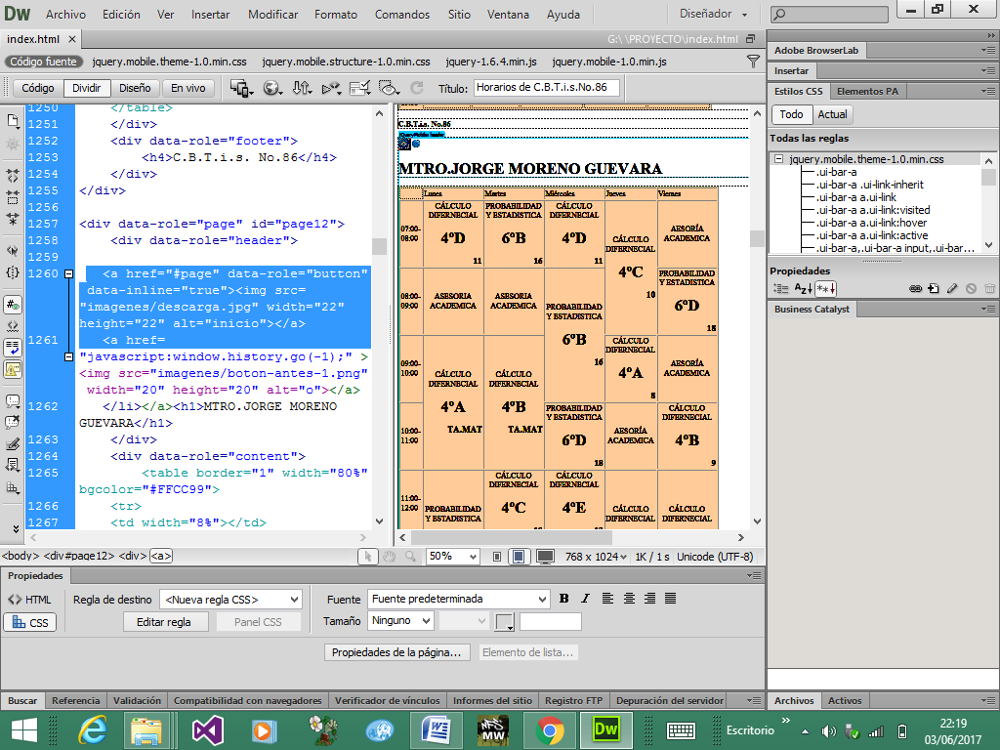 Dw Archivo Edición Ver Insertar Modificar Formato Comandos Sitio Ventana Ayuda Diseñador
index.html × G:\ \PROYECTO\index.html
Código fuente jquery.mobile.theme-1.0.min.css jquery.mobile.structure-1.0.min.css jquery-1.6.4.min.js jquery.mobile-1.0.min.js
Código Dividir Diseño En vivo Título: Horarios de C.B.T.i.s.No.86
1250 </table>
1251 </div>
1252 <div data-role="footer">
1253 <h4>C.B.T.i.s. No.86</h4>
1254 </div>
1255 </div>
1256
1257 <div data-role="page" id="page12">
1258 <div data-role="header">
1259
1260 <a href="#page" data-role="button"
data-inline="true"><img src=
"imagenes/descarga.jpg" width="22"
height="22" alt="inicio"></a>
1261 <a href=
"javascript:window.history.go(-1);" >
<img src="imagenes/boton-antes-1.png"
width="20" height="20" alt="o"></a>
1262 </li></a><h1>MTRO.JORGE MORENO
GUEVARA</h1>
1263 </div>
1264 <div data-role="content">
1265 <table border="1" width="80%"
bgcolor="#FFCC99">
1266 <tr>
1267 <td width="8%"></td>
C.B.T.i.s. No.86
MTRO.JORGE MORENO GUEVARA
Lunes Martes Miércoles Jueves Viernes
07:00-
08:00
CÁLCULO
DIFERNECIAL
4ºD
11
PROBABILIDAD
Y ESTADISTICA
6ºB
16
CÁLCULO
DIFERNECIAL
4ºD
11
CÁLCULO
DIFERNECIAL
4ºC
10
AESORÍA
ACADEMICA
08:00-
09:00
ASESORIA
ACADEMICA
ASESORIA
ACADEMICA
PROBABILIDAD
Y ESTADISTICA
6ºB
16
PROBABILIDAD
Y ESTADISTICA
6ºD
18
09:00-
10:00
CÁLCULO
DIFERNECIAL
4ºA
TA.MAT
CÁLCULO
DIFERNECIAL
4ºB
TA.MAT
CÁLCULO
DIFERNECIAL
4ºA
8
AESORÍA
ACADEMICA
10:00-
11:00
PROBABILIDAD
Y ESTADISTICA
6ºD
18
AESORÍA
ACADEMICA
CÁLCULO
DIFERNECIAL
4ºB
9
11:00-
12:00
PROBABILIDAD
Y ESTADISTICA
CÁLCULO
DIFERNECIAL
4ºC
CÁLCULO
DIFERNECIAL
4ºE
CÁLCULO
DIFERNECIAL
CÁLCULO
DIFERNECIAL
<body> <div#page12> <div> <a> 50% 768 x 1024 1K / 1 s Unicode (UTF-8)
Propiedades
<> HTML Regla de destino <Nueva regla CSS> Fuente Fuente predeterminada B I
CSS Editar regla Panel CSS Tamaño Ninguno
Propiedades de la página... Elemento de lista...
Buscar Referencia Validación Compatibilidad con navegadores Verificador de vínculos Informes del sitio Registro FTP Depuración del servidor
Adobe BrowserLab
Insertar
Estilos CSS Elementos PA
Todo Actual
Todas las reglas
jquery.mobile.theme-1.0.min.css
.ui-bar-a
.ui-bar-a .ui-link-inherit
.ui-bar-a .ui-link
.ui-bar-a .ui-link:visited
.ui-bar-a .ui-link:hover
.ui-bar-a .ui-link:active
.ui-bar-a,.ui-bar-a input,.ui-bar...
Propiedades
Business Catalyst
Archivos Activos
Escritorio
22:19
03/06/2017